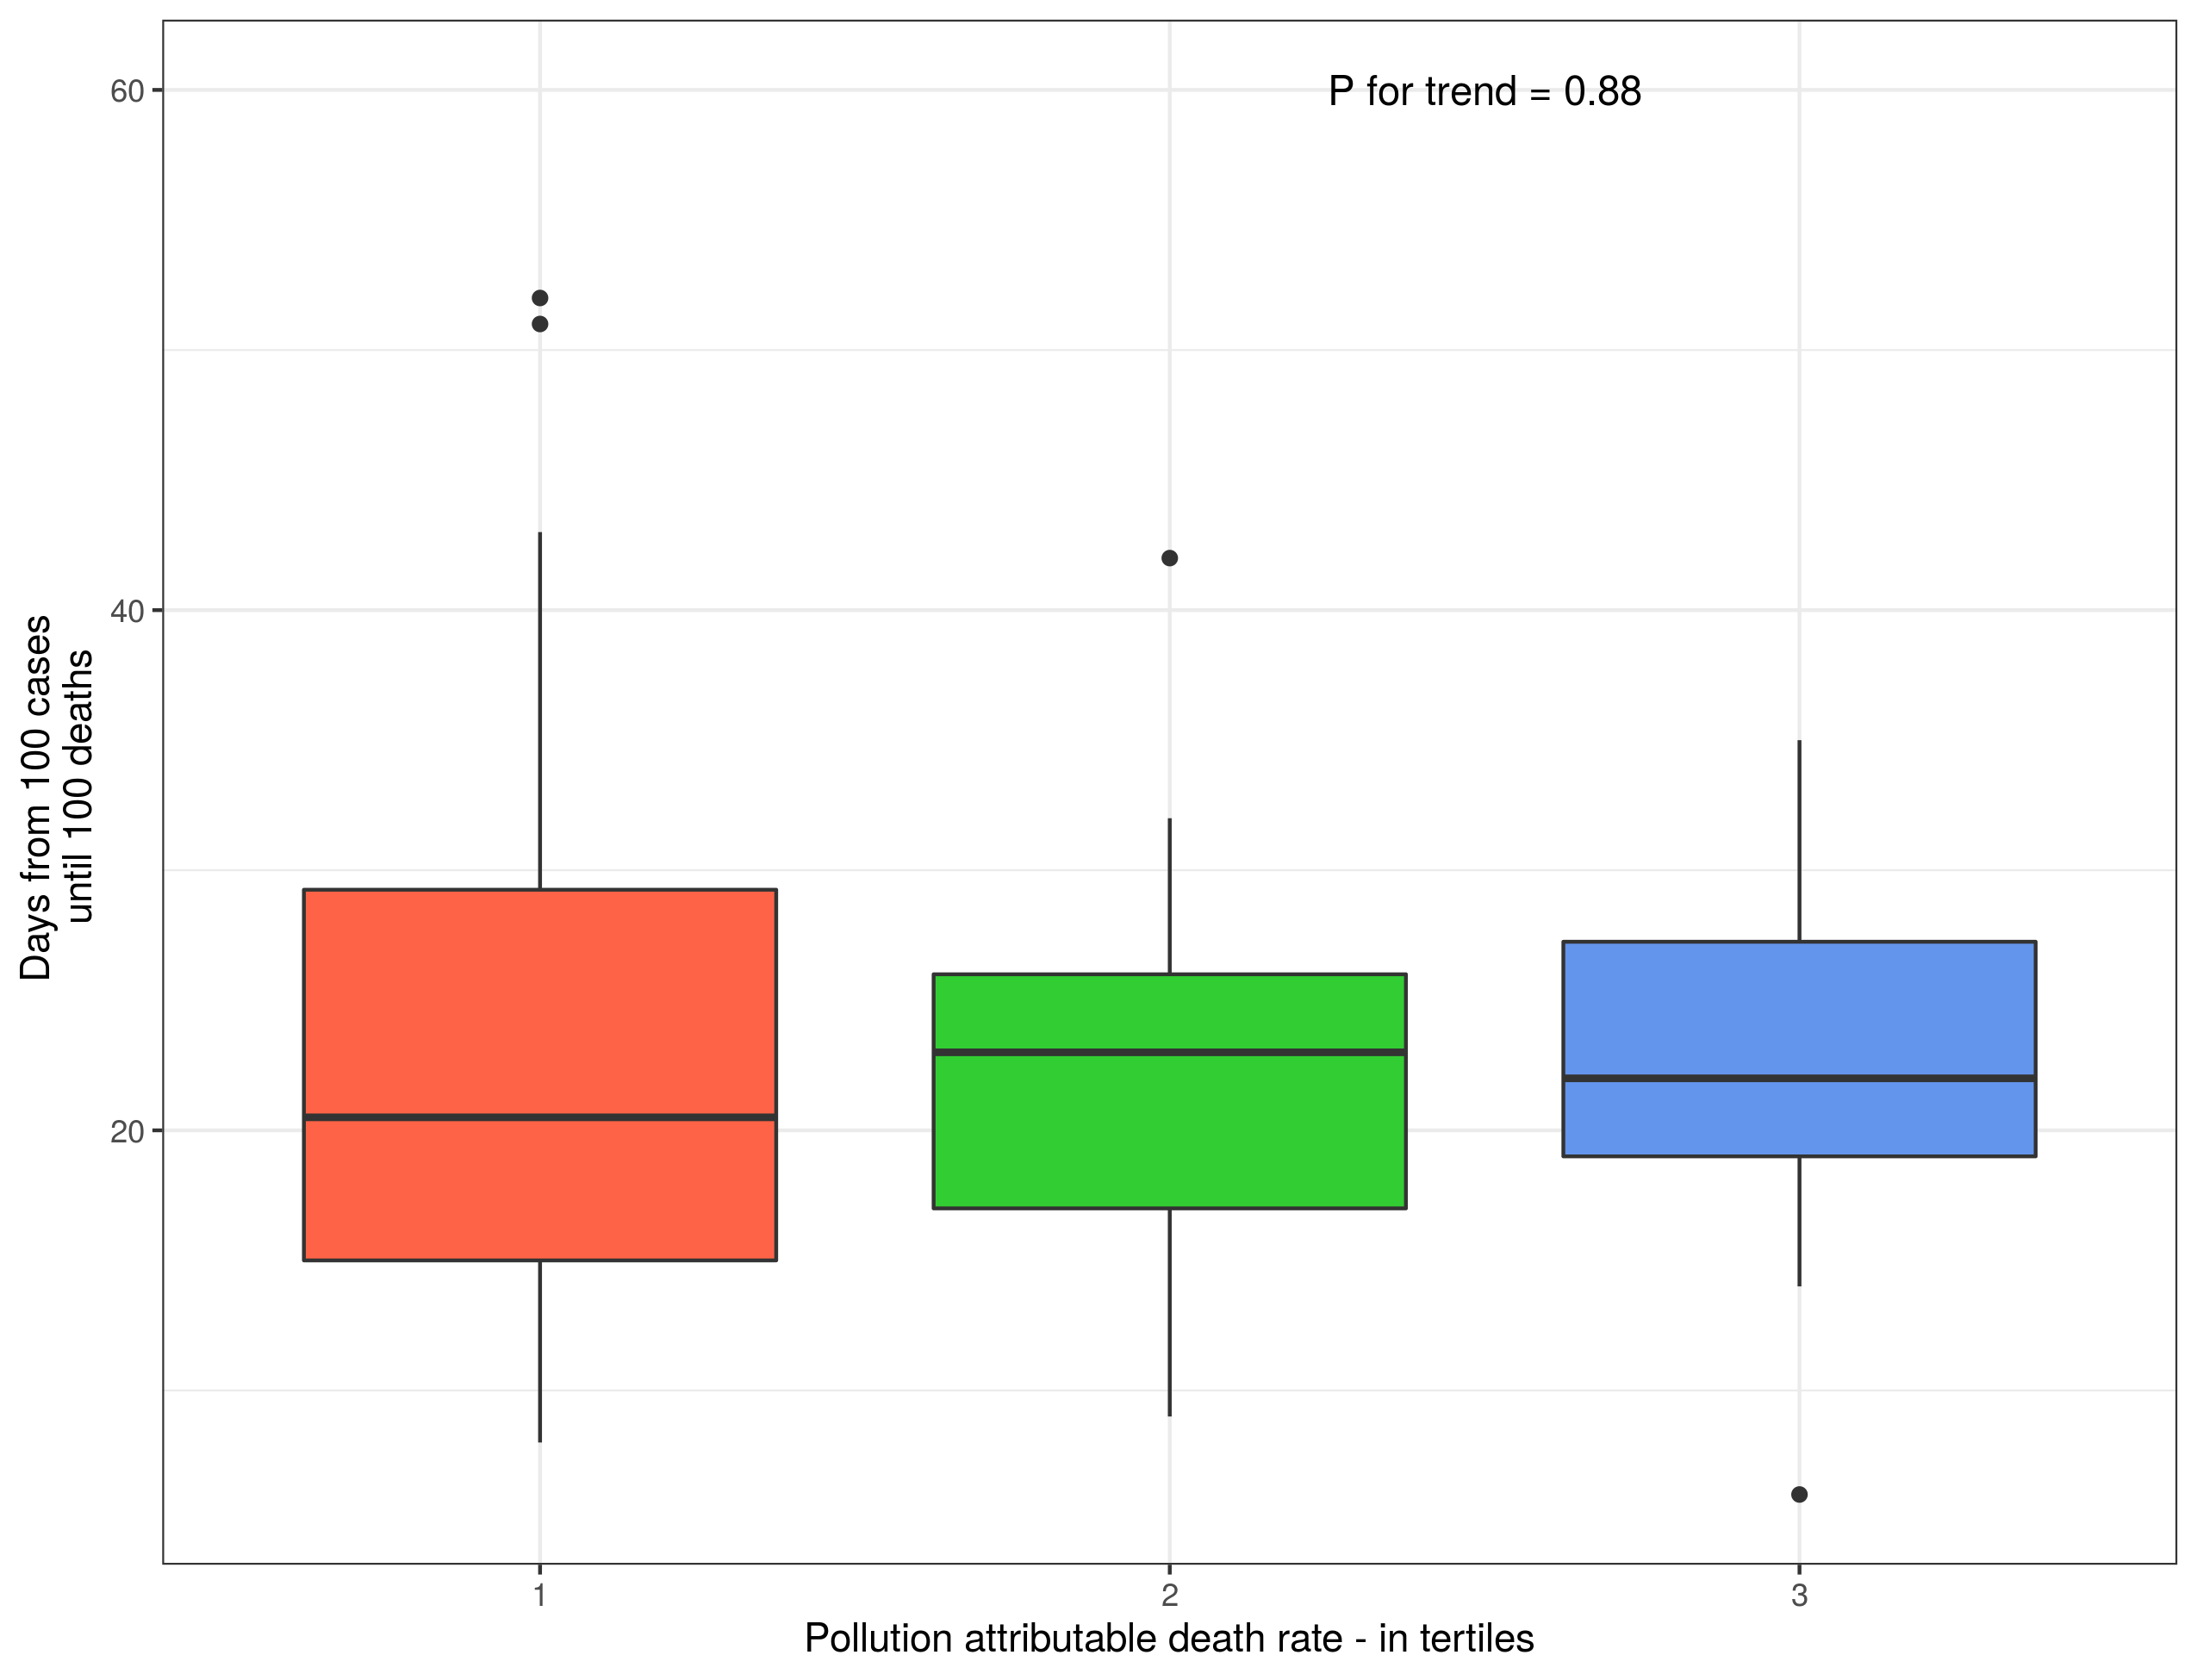 P for trend = 0.88
60
40
20
Days from 100 cases
until 100 deaths
1
2
3
Pollution attributable death rate - in tertiles